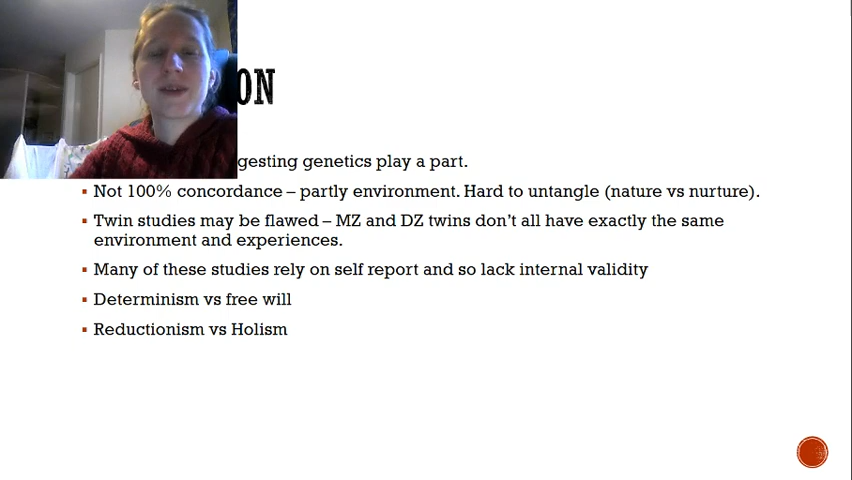 ON
gesting genetics play a part.
Not 100% concordance – partly environment. Hard to untangle (nature vs nurture).
Twin studies may be flawed – MZ and DZ twins don't all have exactly the same
environment and experiences.
Many of these studies rely on self report and so lack internal validity
Determinism vs free will
Reductionism vs Holism